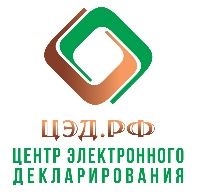 ЦЭД.РФ
ЦЕНТР ЭЛЕКТРОННОГО
ДЕКЛАРИРОВАНИЯ